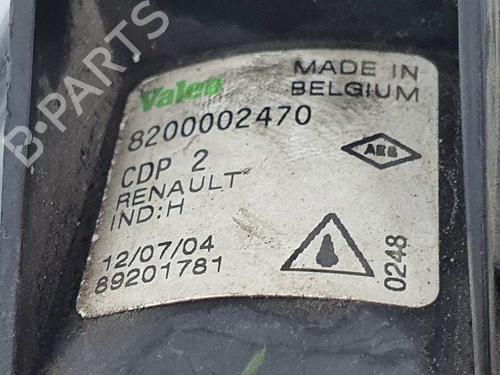 B-PARTS
Valeo
MADE IN
BELGIUM
8200002470
CDP 2
RENAULT
IND:H
AEB
12/07/04
89201781
0248